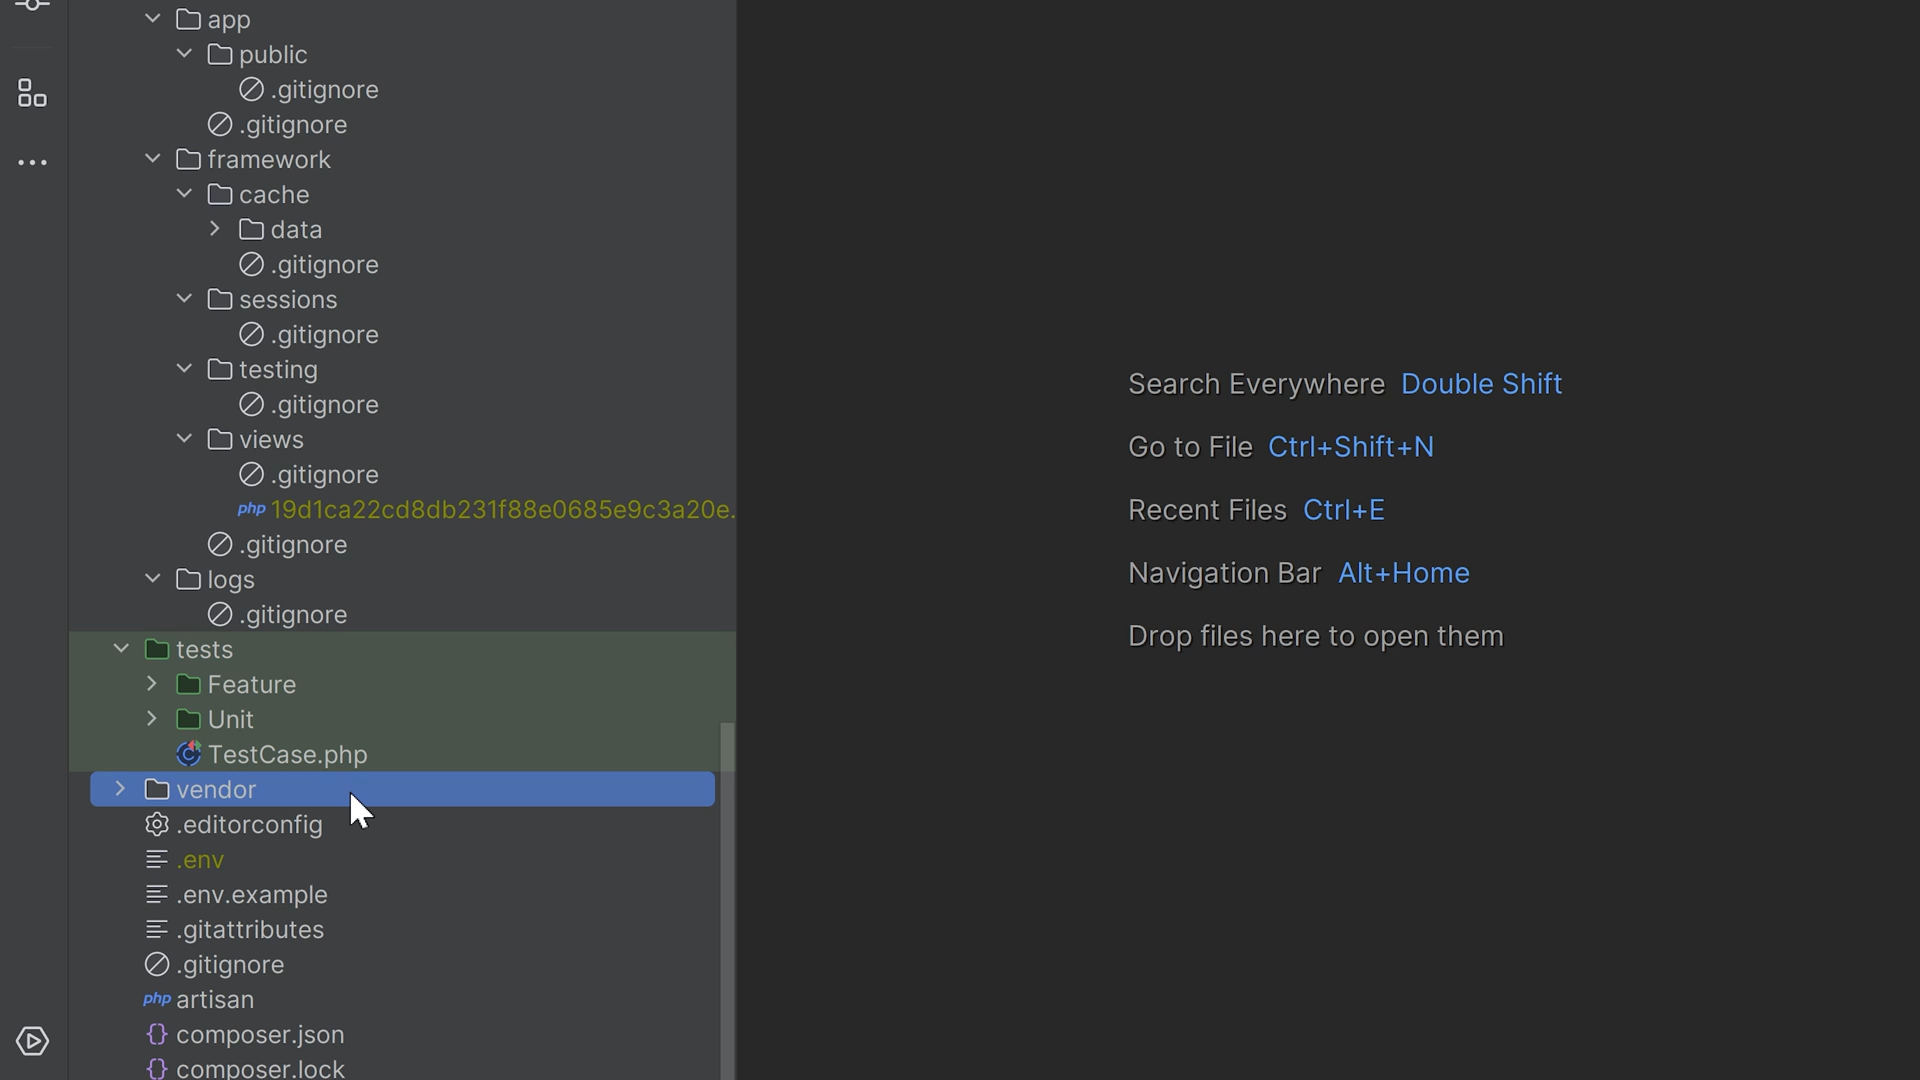 app
public
.gitignore
.gitignore
framework
cache
data
.gitignore
sessions
.gitignore
testing
.gitignore
views
.gitignore
php 19d1ca22cd8db231f88e0685e9c3a20e.
.gitignore
logs
.gitignore
tests
Feature
Unit
C TestCase.php
vendor
.editorconfig
.env
.env.example
.gitattributes
.gitignore
php artisan
{} composer.json
{} composer.lock
Search Everywhere Double Shift
Go to File Ctrl+Shift+N
Recent Files Ctrl+E
Navigation Bar Alt+Home
Drop files here to open them